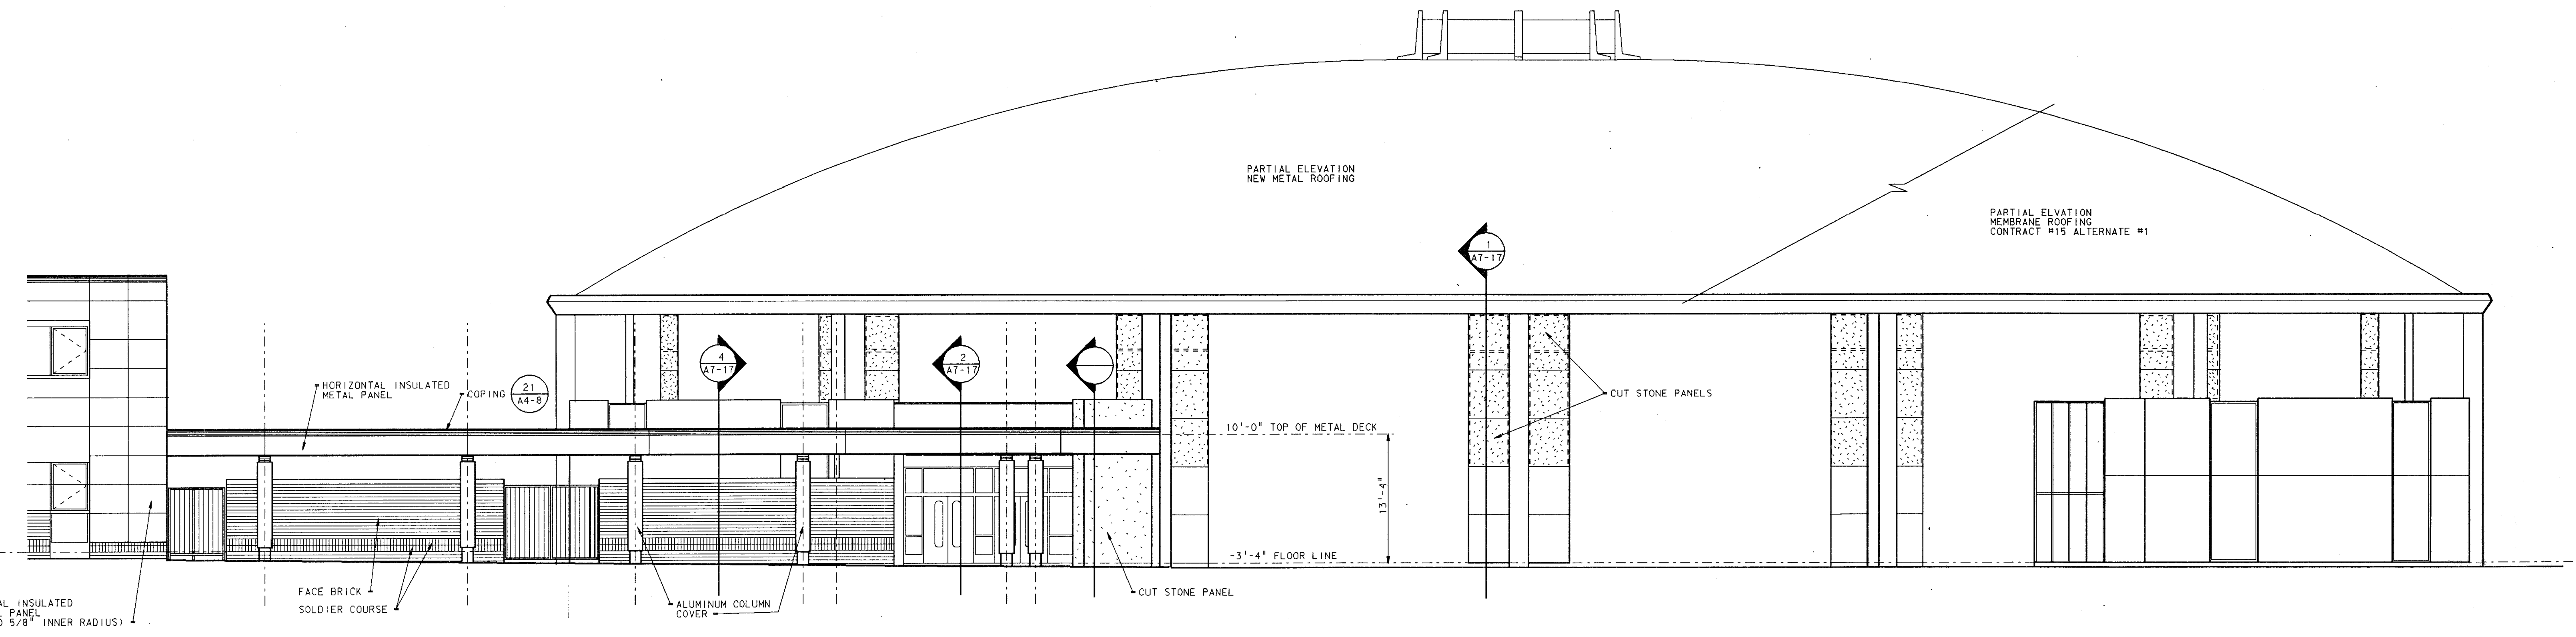 PARTIAL ELEVATION
NEW METAL ROOFING
PARTIAL ELVATION
MEMBRANE ROOFING
CONTRACT #15 ALTERNATE #1
1
A7-17
4
A7-17
2
A7-17
HORIZONTAL INSULATED
METAL PANEL
COPING
21
A4-8
CUT STONE PANELS
10'-0" TOP OF METAL DECK
13'-4"
-3'-4" FLOOR LINE
FACE BRICK
SOLDIER COURSE
ALUMINUM COLUMN
COVER
CUT STONE PANEL
INSULATED
PANEL
5/8" INNER RADIUS)